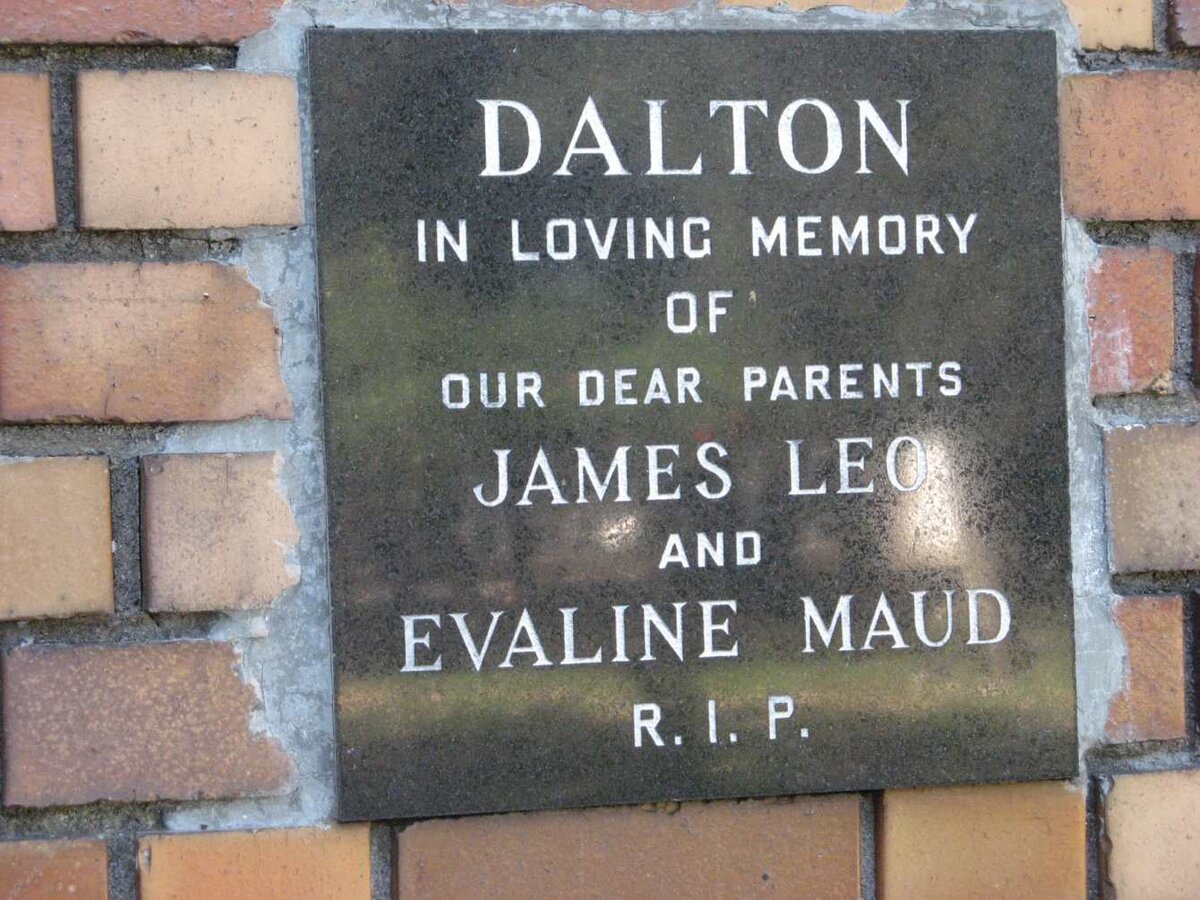 DALTON
IN LOVING MEMORY
OF
OUR DEAR PARENTS
JAMES LEO
AND
EVALINE MAUD
R. I. P.